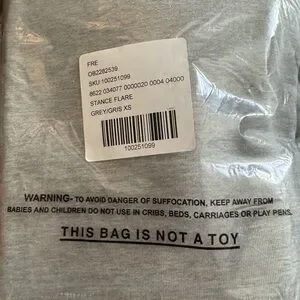 FRE
OB2282539
SKU:100251099
8622 034077 0000020 0004 04000
STANCE FLARE
GREY/GRIS XS
100251099
WARNING- TO AVOID DANGER OF SUFFOCATION, KEEP AWAY FROM
BABIES AND CHILDREN DO NOT USE IN CRIBS, BEDS, CARRIAGES OR PLAY PENS.
THIS BAG IS NOT A TOY